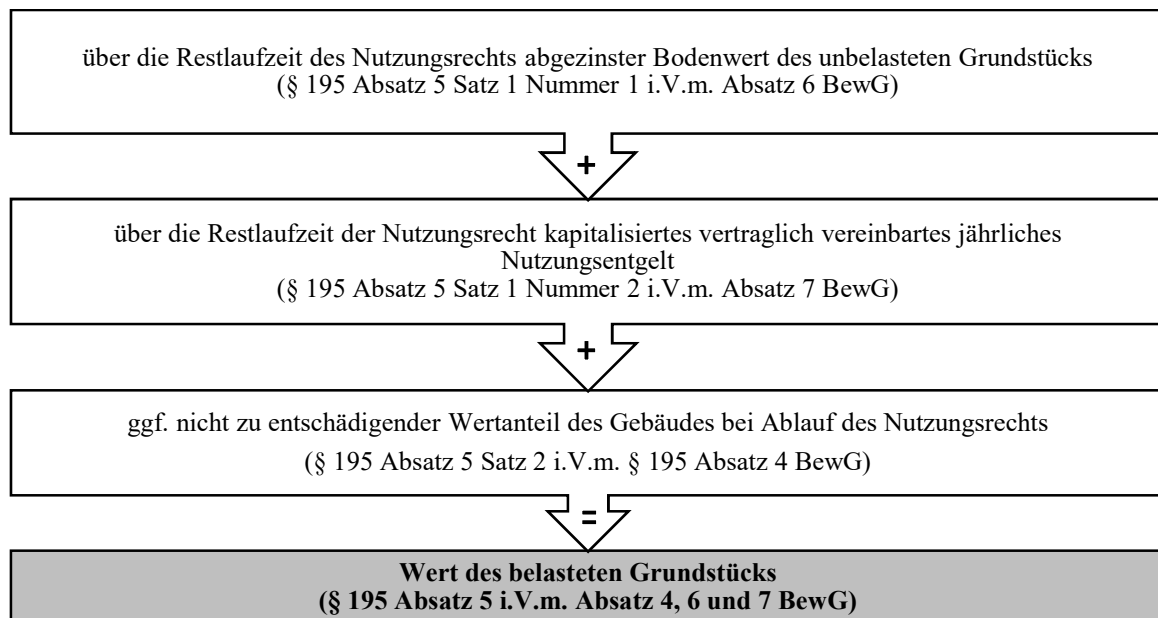 über die Restlaufzeit des Nutzungsrechts abgezinster Bodenwert des unbelasteten Grundstücks
(§ 195 Absatz 5 Satz 1 Nummer 1 i.V.m. Absatz 6 BewG)
+
über die Restlaufzeit der Nutzungsrecht kapitalisiertes vertraglich vereinbartes jährliches
Nutzungsentgelt
(§ 195 Absatz 5 Satz 1 Nummer 2 i.V.m. Absatz 7 BewG)
+
ggf. nicht zu entschädigender Wertanteil des Gebäudes bei Ablauf des Nutzungsrechts
(§ 195 Absatz 5 Satz 2 i.V.m. § 195 Absatz 4 BewG)
=
Wert des belasteten Grundstücks
(§ 195 Absatz 5 i.V.m. Absatz 4, 6 und 7 BewG)